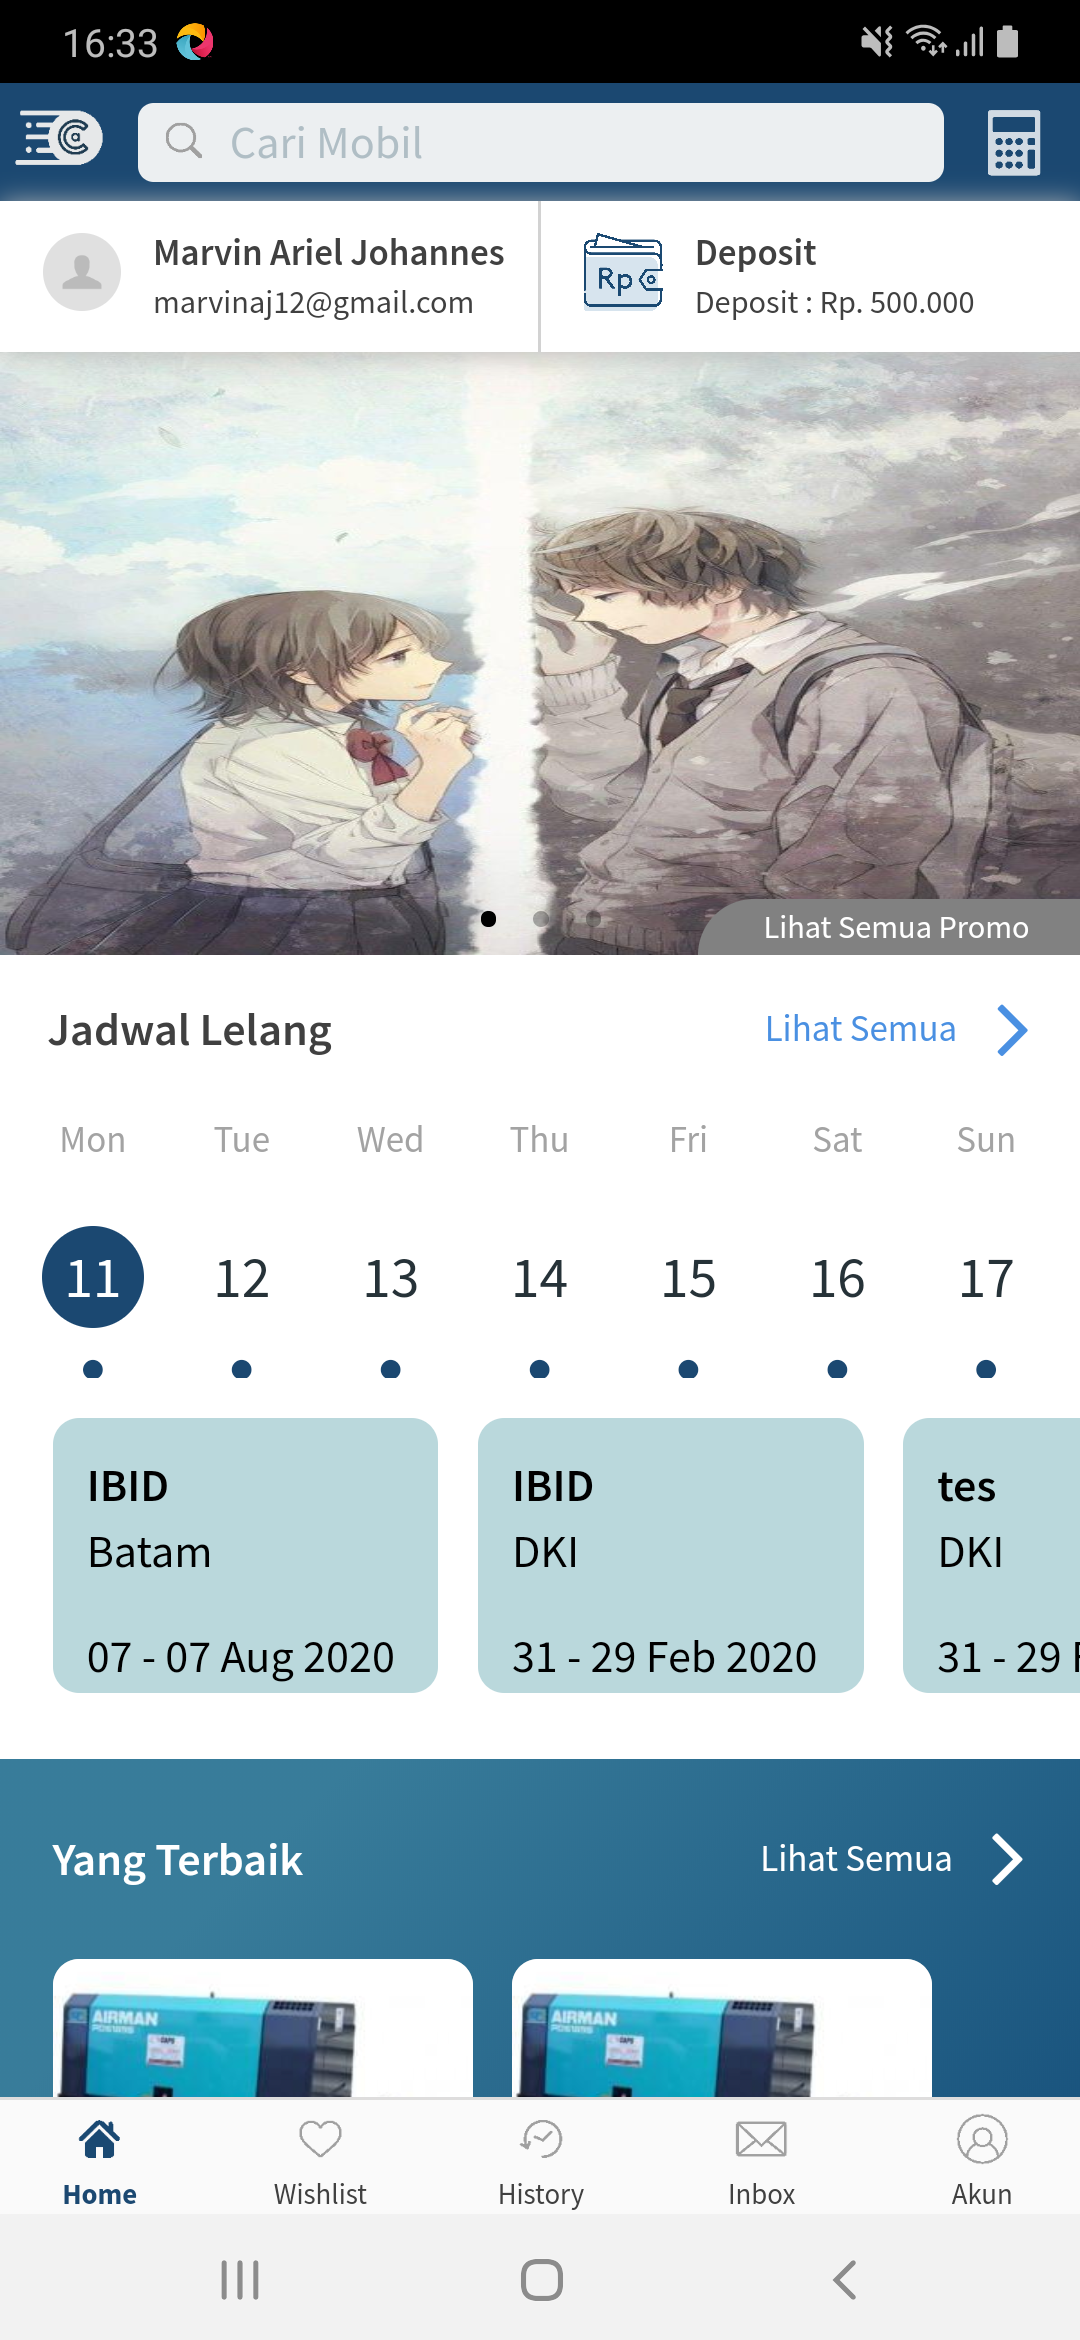 16:33
Cari Mobil
Marvin Ariel Johannes
marvinaj12@gmail.com
Rp
Deposit
Deposit : Rp. 500.000
Lihat Semua Promo
Jadwal Lelang
Lihat Semua
Mon Tue Wed Thu Fri Sat Sun
11 12 13 14 15 16 17
IBID
Batam
07 - 07 Aug 2020
IBID
DKI
31 - 29 Feb 2020
tes
DKI
31 - 29 F
Yang Terbaik
Lihat Semua
AIRMAN
AIRMAN
Home
Wishlist
History
Inbox
Akun